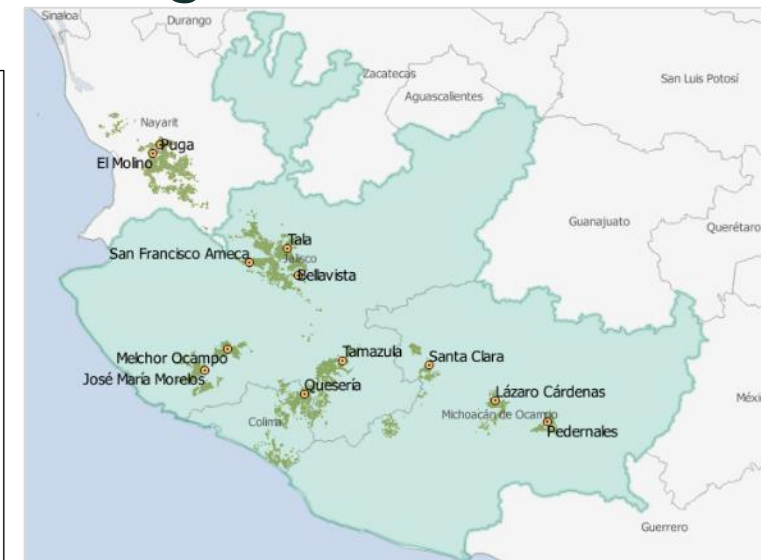 Sinaloa
Durango
Zacatecas
San Luis Potosí
Aguascalientes
Nayarit
Puga
El Molino
Guanajuato
Querétaro
Tala
San Francisco Ameca
Jalisco
Bellavista
Melchor Ocampo
Tamazula
Santa Clara
José María Morelos
Quesería
Lázaro Cárdenas
Colima
Michoacán de Ocampo
Méxi
Pedernales
Guerrero